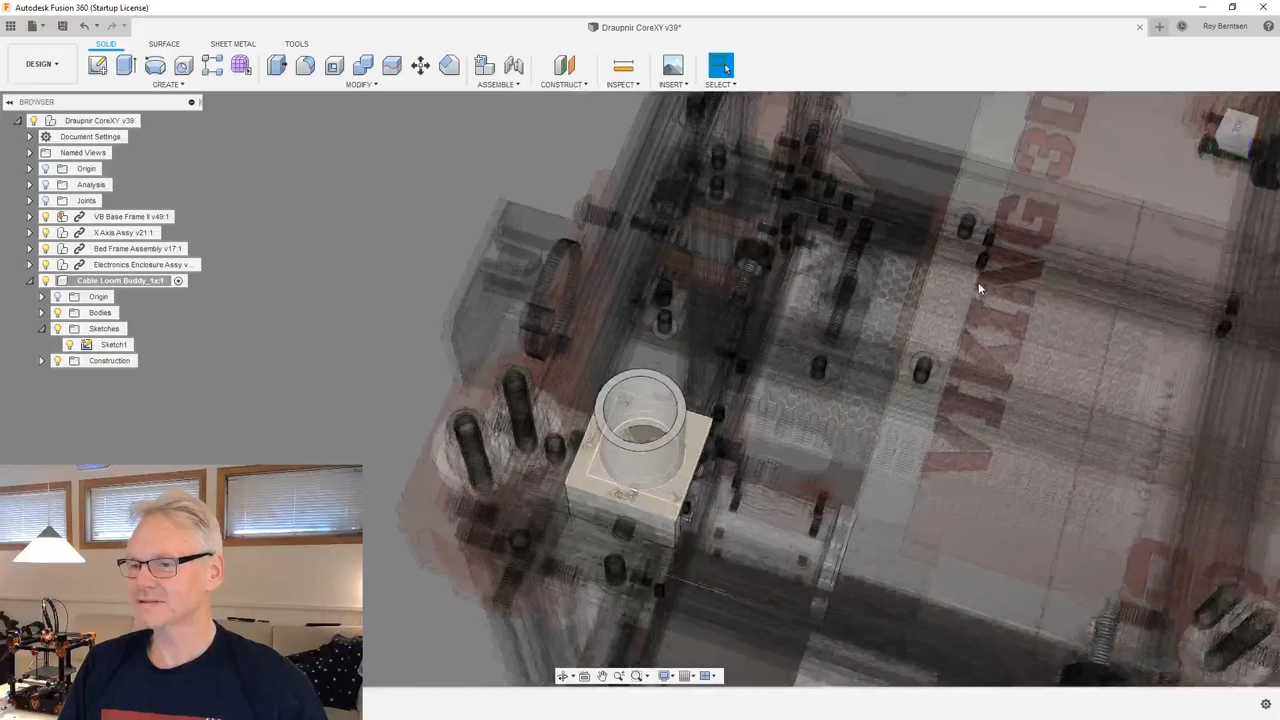 Autodesk Fusion 360 (Startup License)
Draupnir CoreXY v39*
Roy Berntsen
SOLID
SURFACE
SHEET METAL
TOOLS
DESIGN
CREATE
MODIFY
ASSEMBLE
CONSTRUCT
INSPECT
INSERT
SELECT
BROWSER
Draupnir CoreXY v39
Document Settings
Named Views
Origin
Analysis
Joints
VB Base Frame II v49:1
X Axis Assy v21:1
Bed Frame Assembly v17:1
Electronics Enclosure Assy v...
Cable Loom Buddy_1x:1
Origin
Bodies
Sketches
Sketch1
Construction
VIKING30